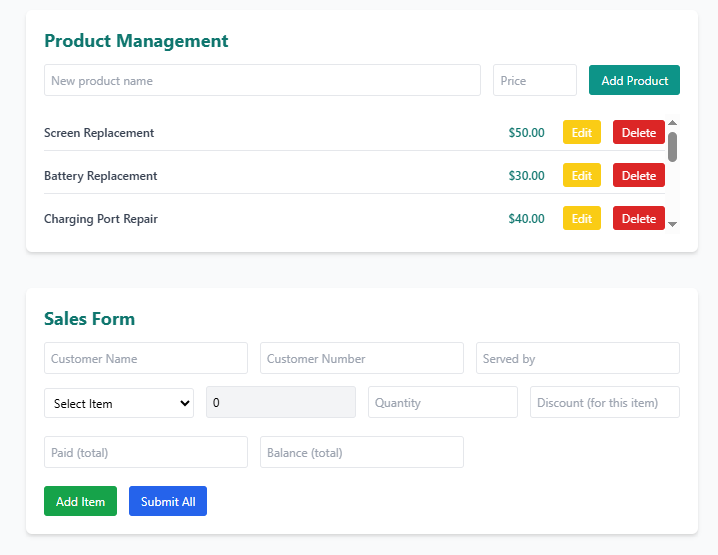 Product Management
New product name Price Add Product
Screen Replacement $50.00 Edit Delete
Battery Replacement $30.00 Edit Delete
Charging Port Repair $40.00 Edit Delete
Sales Form
Customer Name Customer Number Served by
Select Item 0 Quantity Discount (for this item)
Paid (total) Balance (total)
Add Item Submit All